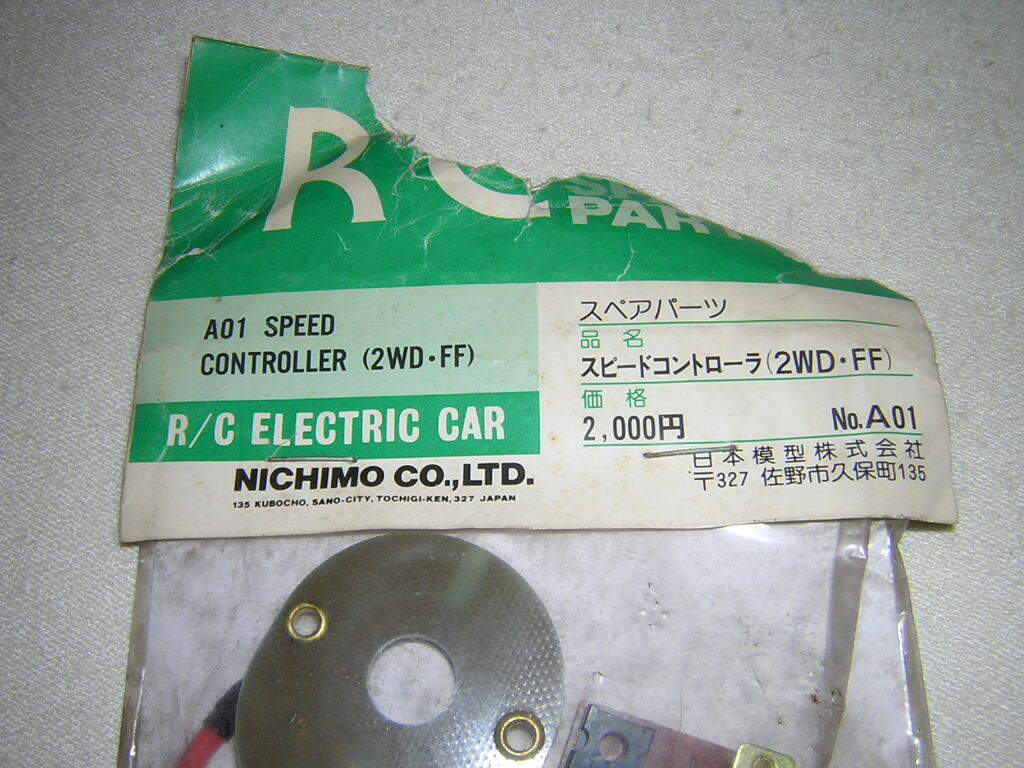 R C
PART
A01 SPEED
CONTROLLER (2WD・FF)
R/C ELECTRIC CAR
NICHIMO CO.,LTD.
135 KUBOCHO, SANO-CITY, TOCHIGI-KEN, 327 JAPAN
スペアパーツ
品名
スピードコントローラ(2WD・FF)
価格
2,000円 No.A01
日本模型株式会社
〒327 佐野市久保町135